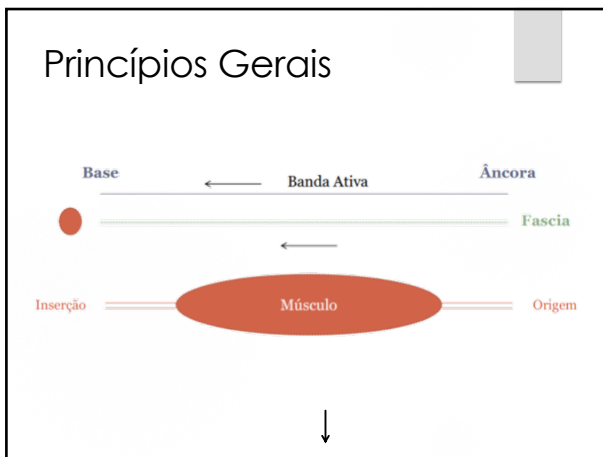 Princípios Gerais
Base
Banda Ativa
Âncora
Fascia
Inserção
Músculo
Origem